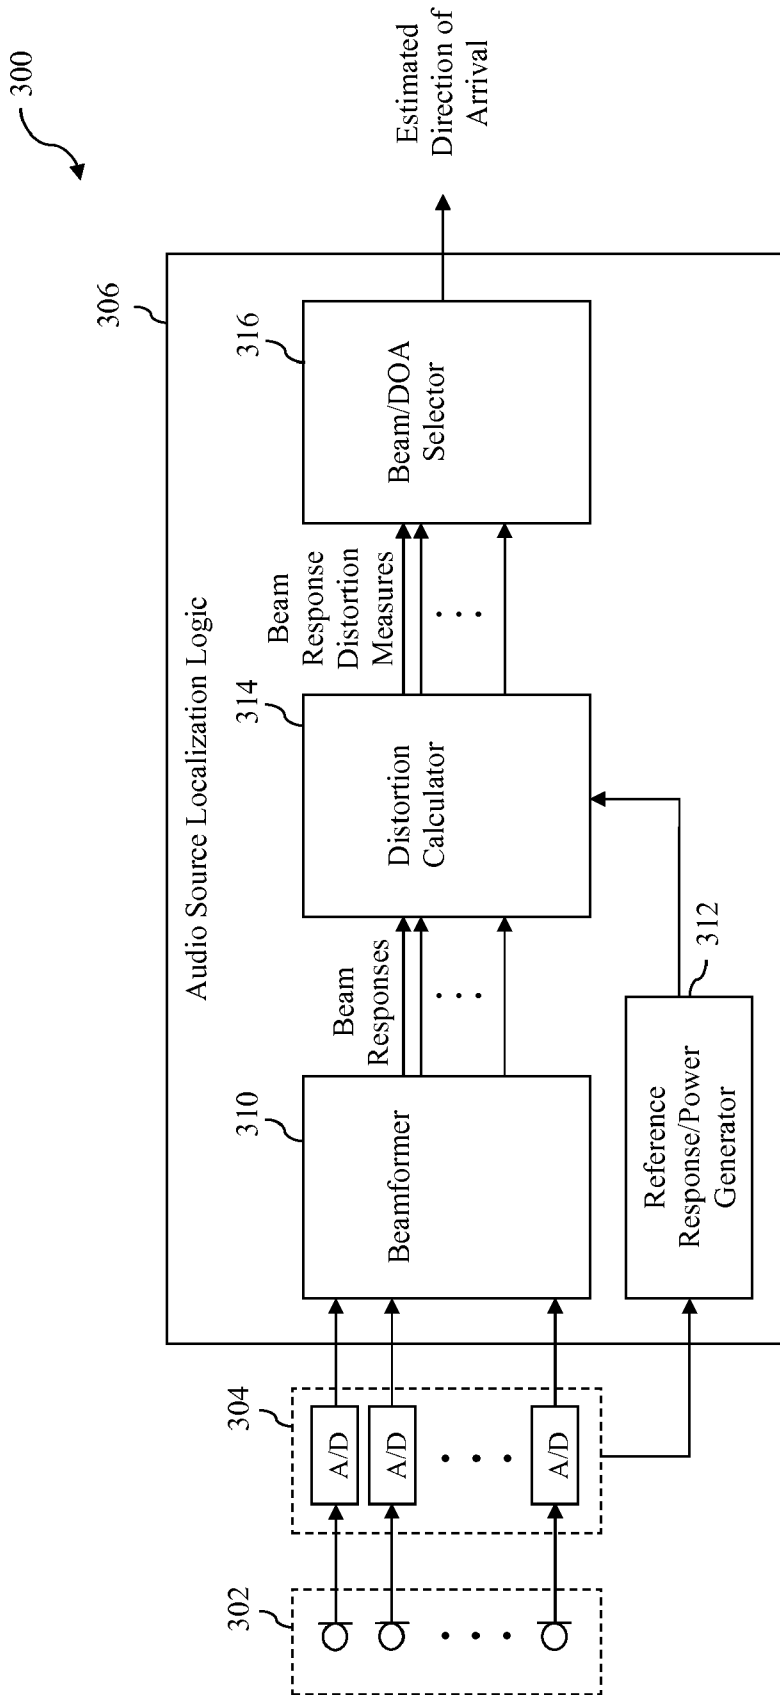 300
306
Audio Source Localization Logic
302
304
A/D
A/D
A/D
310
Beamformer
Beam
Responses
314
Distortion
Calculator
Beam
Response
Distortion
Measures
316
Beam/DOA
Selector
Estimated
Direction of
Arrival
312
Reference
Response/Power
Generator